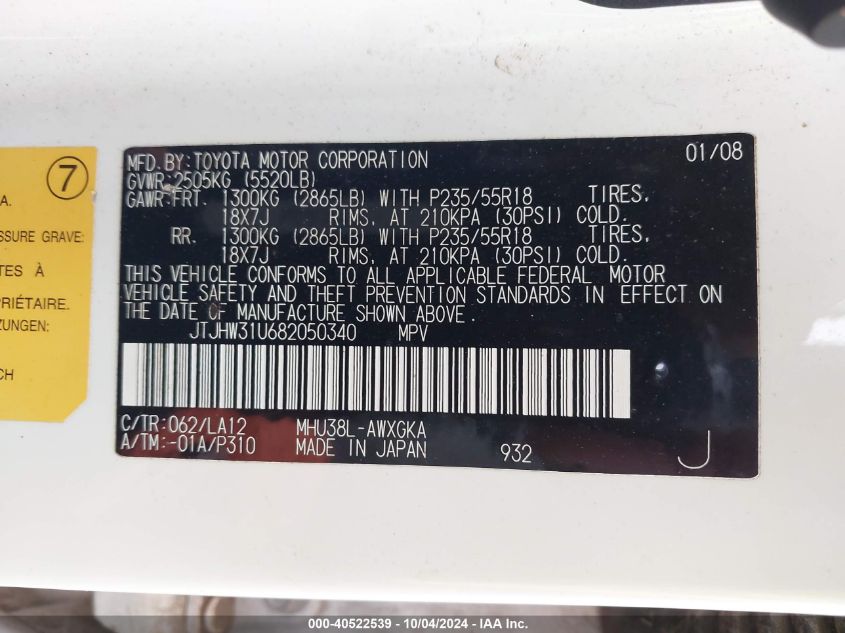 7
A.
SSURE GRAVE:
TES À
PRIÉTAIRE.
ZUNGEN:
CH
MFD. BY: TOYOTA MOTOR CORPORATION 01/08
GVWR: 2505KG (5520LB)
GAWR: FRT. 1300KG (2865LB) WITH P235/55R18 TIRES,
18X7J RIMS, AT 210KPA (30PSI) COLD.
RR. 1300KG (2865LB) WITH P235/55R18 TIRES,
18X7J RIMS, AT 210KPA (30PSI) COLD.
THIS VEHICLE CONFORMS TO ALL APPLICABLE FEDERAL MOTOR
VEHICLE SAFETY AND THEFT PREVENTION STANDARDS IN EFFECT ON
THE DATE OF MANUFACTURE SHOWN ABOVE.
JTJHW31U682050340 MPV
C/TR: 062/LA12 MHU38L-AWXGKA
A/TM: -01A/P310 MADE IN JAPAN 932 J
000-40522539 - 10/04/2024 - IAA Inc.